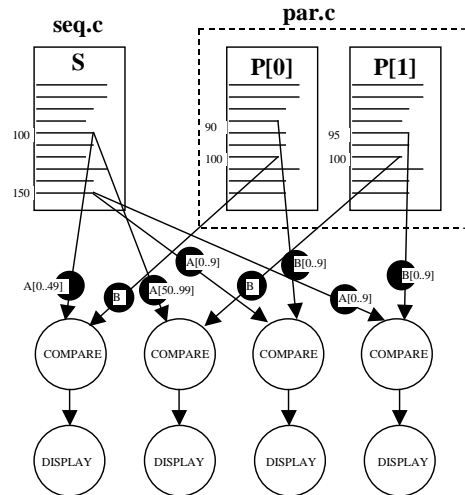 seq.c
par.c
S
P[0]
P[1]
100
150
90
100
95
100
A[0..49]
B
A[50..99]
A[0..9]
B
B[0..9]
A[0..9]
B[0..9]
COMPARE
COMPARE
COMPARE
COMPARE
DISPLAY
DISPLAY
DISPLAY
DISPLAY